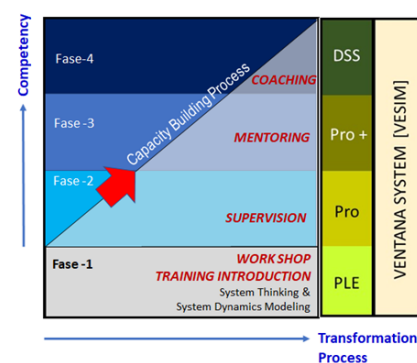 Competency
Fase-4
Fase -3
Fase -2
Fase -1
Capacity Building Process
COACHING
MENTORING
SUPERVISION
WORK SHOP
TRAINING INTRODUCTION
System Thinking &
System Dynamics Modeling
DSS
Pro +
Pro
PLE
VENTANA SYSTEM [VESIM]
Transformation
Process